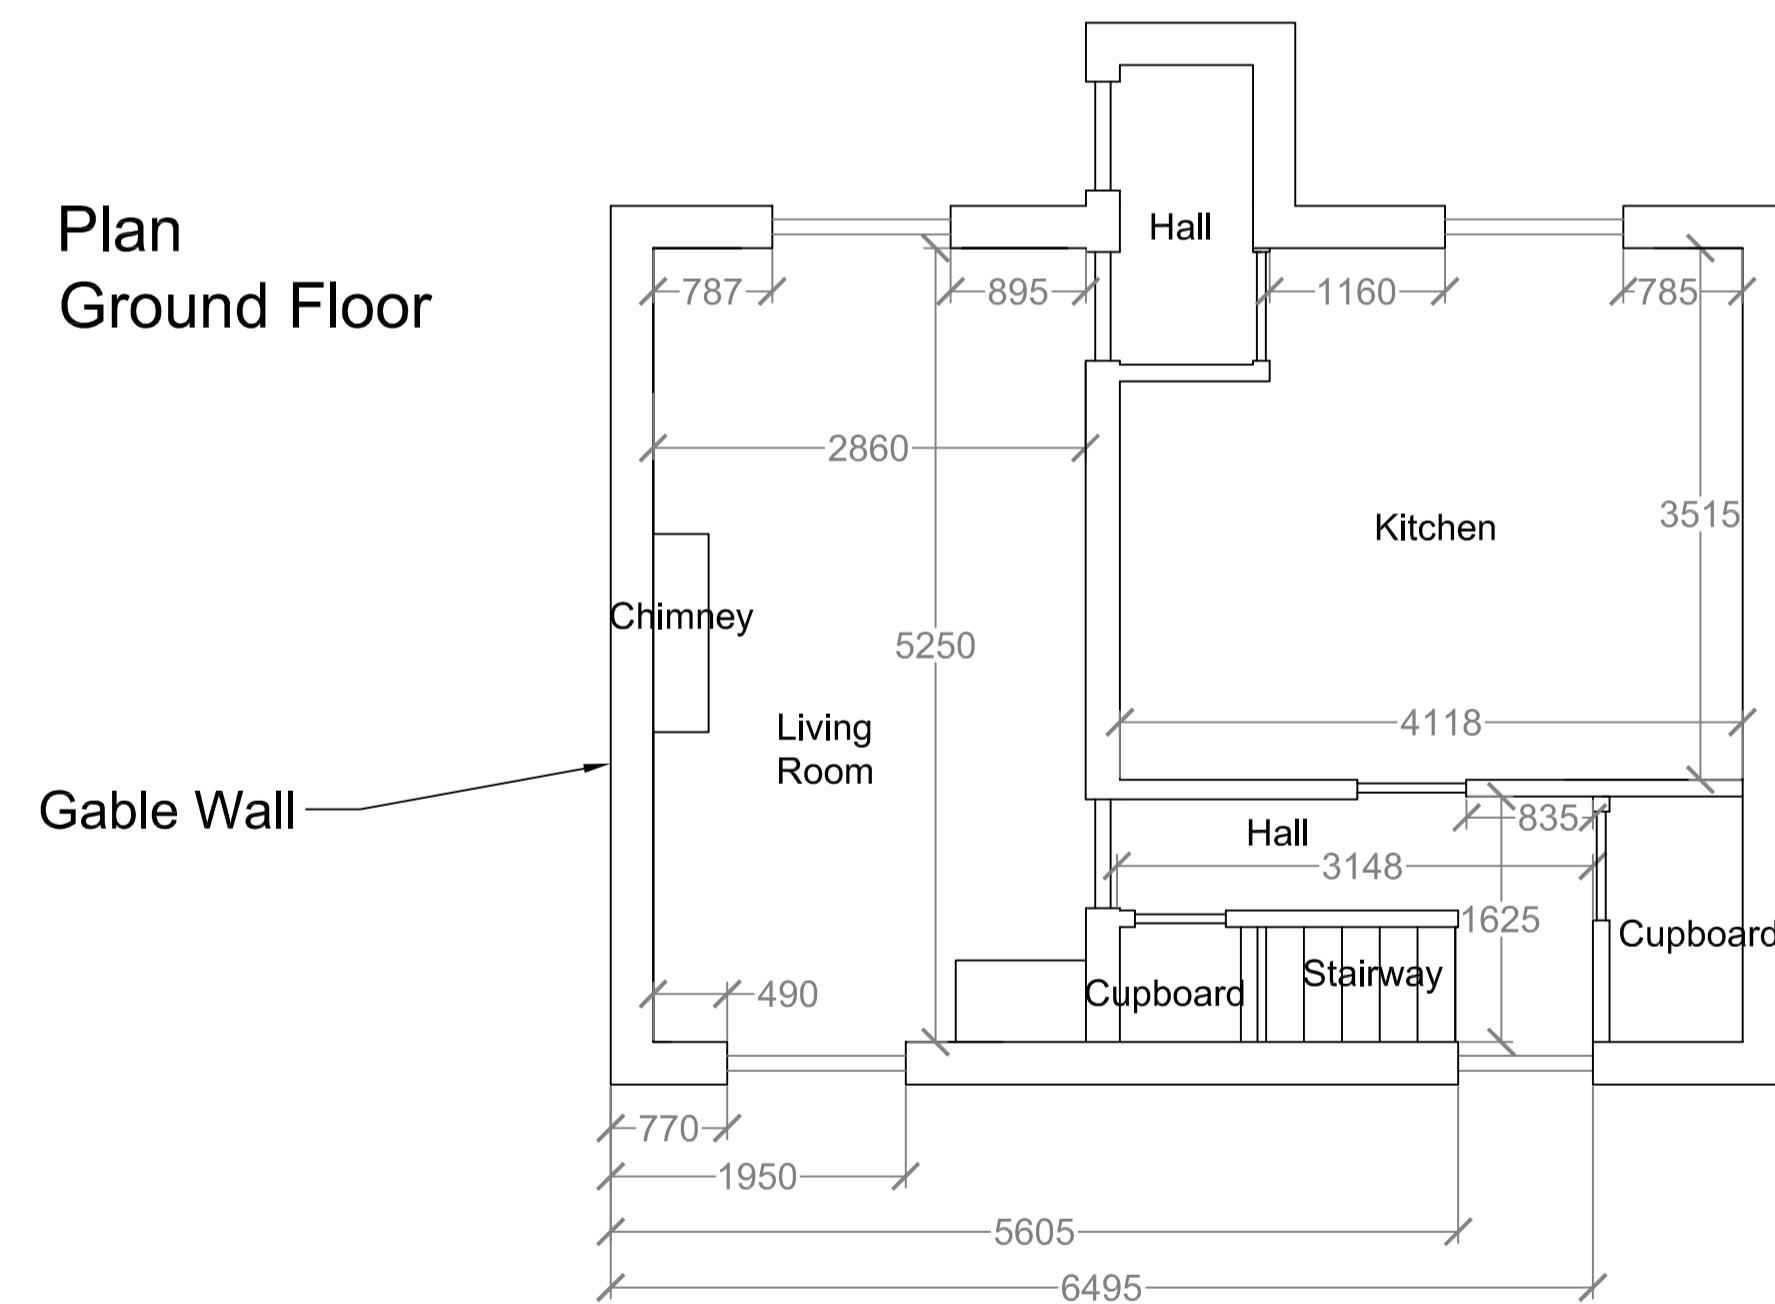 Plan
Ground Floor
Hall
787
895
1160
785
2860
3515
Kitchen
Chimney
5250
4118
Living
Room
Gable Wall
835
Hall
3148
1625
Cupboard
Stairway
490
Cupboard
770
1950
5605
6495